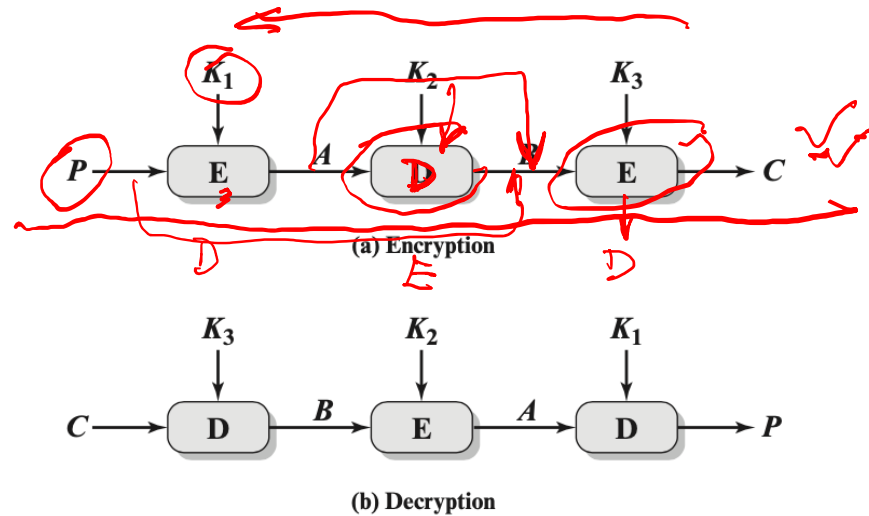 K1 K2 K3
P E A D B E C
D (a) Encryption E D
K3 K2 K1
C D B E A D P
(b) Decryption